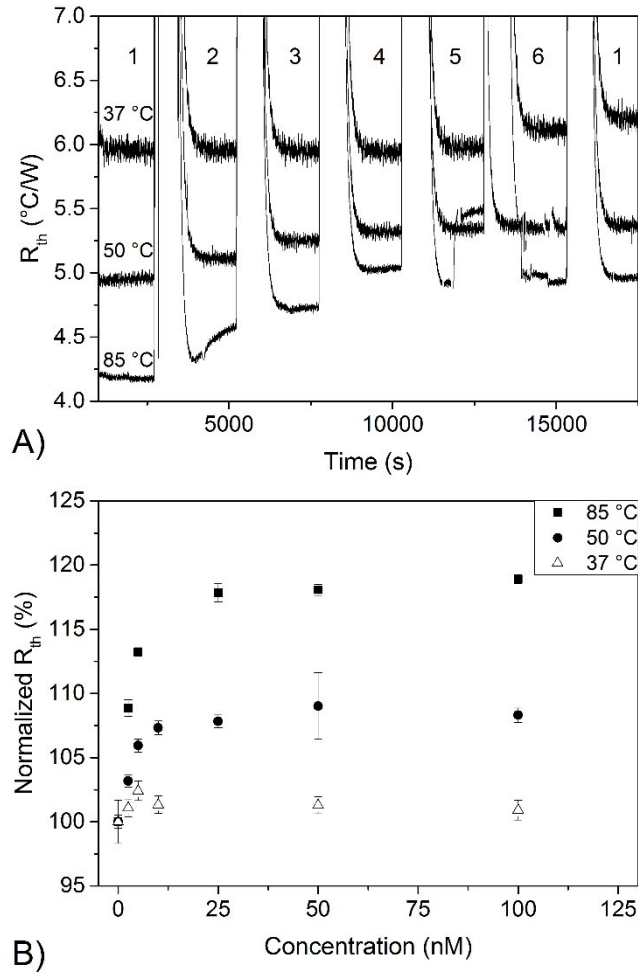 7.0
6.5
6.0
5.5
5.0
4.5
4.0
R_th (°C/W)
1 2 3 4 5 6 1
37 °C
50 °C
85 °C
5000 10000 15000
Time (s)
A)
125
120
115
110
105
100
95
Normalized R_th (%)
85 °C
50 °C
37 °C
0 25 50 75 100 125
Concentration (nM)
B)